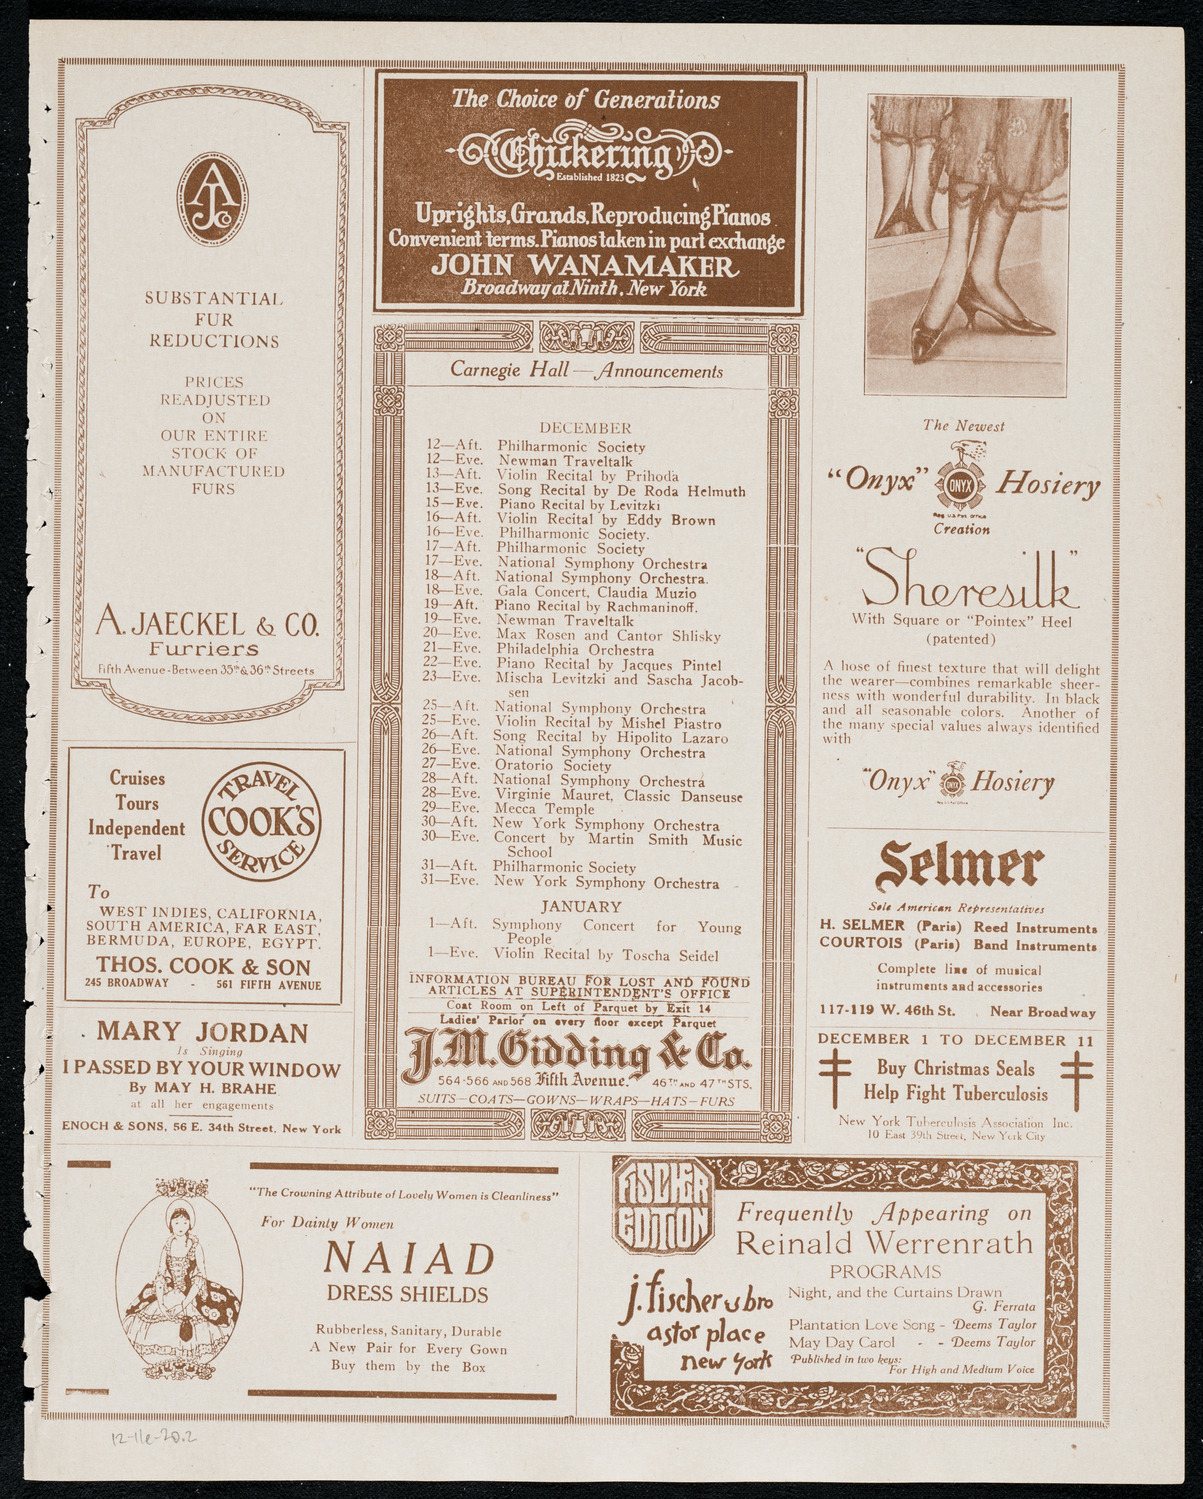 AJCo
SUBSTANTIAL
FUR
REDUCTIONS
PRICES
READJUSTED
ON
OUR ENTIRE
STOCK OF
MANUFACTURED
FURS
A. JAECKEL & CO.
Furriers
Fifth Avenue - Between 35th & 36th Streets
Cruises
Tours
Independent
Travel
TRAVEL
COOK'S
SERVICE
To
WEST INDIES, CALIFORNIA,
SOUTH AMERICA, FAR EAST,
BERMUDA, EUROPE, EGYPT.
THOS. COOK & SON
245 BROADWAY - 561 FIFTH AVENUE
MARY JORDAN
Is Singing
I PASSED BY YOUR WINDOW
By MAY H. BRAHE
at all her engagements
ENOCH & SONS, 56 E. 34th Street, New York
The Choice of Generations
Chickering
Established 1823
Uprights, Grands, Reproducing Pianos
Convenient terms. Pianos taken in part exchange
JOHN WANAMAKER
Broadway at Ninth, New York
Carnegie Hall—Announcements
DECEMBER
12—Aft. Philharmonic Society
12—Eve. Newman Traveltalk
13—Aft. Violin Recital by Prihoda
13—Eve. Song Recital by De Roda Helmuth
15—Eve. Piano Recital by Levitzki
16—Aft. Violin Recital by Eddy Brown
16—Eve. Philharmonic Society.
17—Aft. Philharmonic Society
17—Eve. National Symphony Orchestra
18—Aft. National Symphony Orchestra.
18—Eve. Gala Concert, Claudia Muzio
19—Aft. Piano Recital by Rachmaninoff.
19—Eve. Newman Traveltalk
20—Eve. Max Rosen and Cantor Shlisky
21—Eve. Philadelphia Orchestra
22—Eve. Piano Recital by Jacques Pintel
23—Eve. Mischa Levitzki and Sascha Jacob-
sen
25—Aft. National Symphony Orchestra
25—Eve. Violin Recital by Mishel Piastro
26—Aft. Song Recital by Hipolito Lazaro
26—Eve. National Symphony Orchestra
27—Eve. Oratorio Society
28—Aft. National Symphony Orchestra
28—Eve. Virginie Mauret, Classic Danseuse
29—Eve. Mecca Temple
30—Aft. New York Symphony Orchestra
30—Eve. Concert by Martin Smith Music
School
31—Aft. Philharmonic Society
31—Eve. New York Symphony Orchestra
JANUARY
1—Aft. Symphony Concert for Young
People
1—Eve. Violin Recital by Toscha Seidel
INFORMATION BUREAU FOR LOST AND FOUND
ARTICLES AT SUPERINTENDENT'S OFFICE
Coat Room on Left of Parquet by Exit 14
Ladies' Parlor on every floor except Parquet
J.M. Gidding & Co.
564-566 AND 568 Fifth Avenue. 46TH AND 47TH STS.
SUITS—COATS—GOWNS—WRAPS—HATS—FURS
The Newest
"Onyx" ONYX Hosiery
Reg. U.S. Pat. Office
Creation
"Sheresilk"
With Square or "Pointex" Heel
(patented)
A hose of finest texture that will delight
the wearer—combines remarkable sheer-
ness with wonderful durability. In black
and all seasonable colors. Another of
the many special values always identified
with
"Onyx" Hosiery
Selmer
Sole American Representatives
H. SELMER (Paris) Reed Instruments
COURTOIS (Paris) Band Instruments
Complete line of musical
instruments and accessories
117-119 W. 46th St. Near Broadway
DECEMBER 1 TO DECEMBER 11
Buy Christmas Seals
Help Fight Tuberculosis
New York Tuberculosis Association Inc.
10 East 39th Street, New York City
"The Crowning Attribute of Lovely Women is Cleanliness"
For Dainty Women
NAIAD
DRESS SHIELDS
Rubberless, Sanitary, Durable
A New Pair for Every Gown
Buy them by the Box
FISCHER
EDITION
j. fischer & bro
astor place
new york
Frequently Appearing on
Reinald Werrenrath
PROGRAMS
Night, and the Curtains Drawn
G. Ferrata
Plantation Love Song - Deems Taylor
May Day Carol - - Deems Taylor
Published in two keys:
For High and Medium Voice
12-11e-20.2